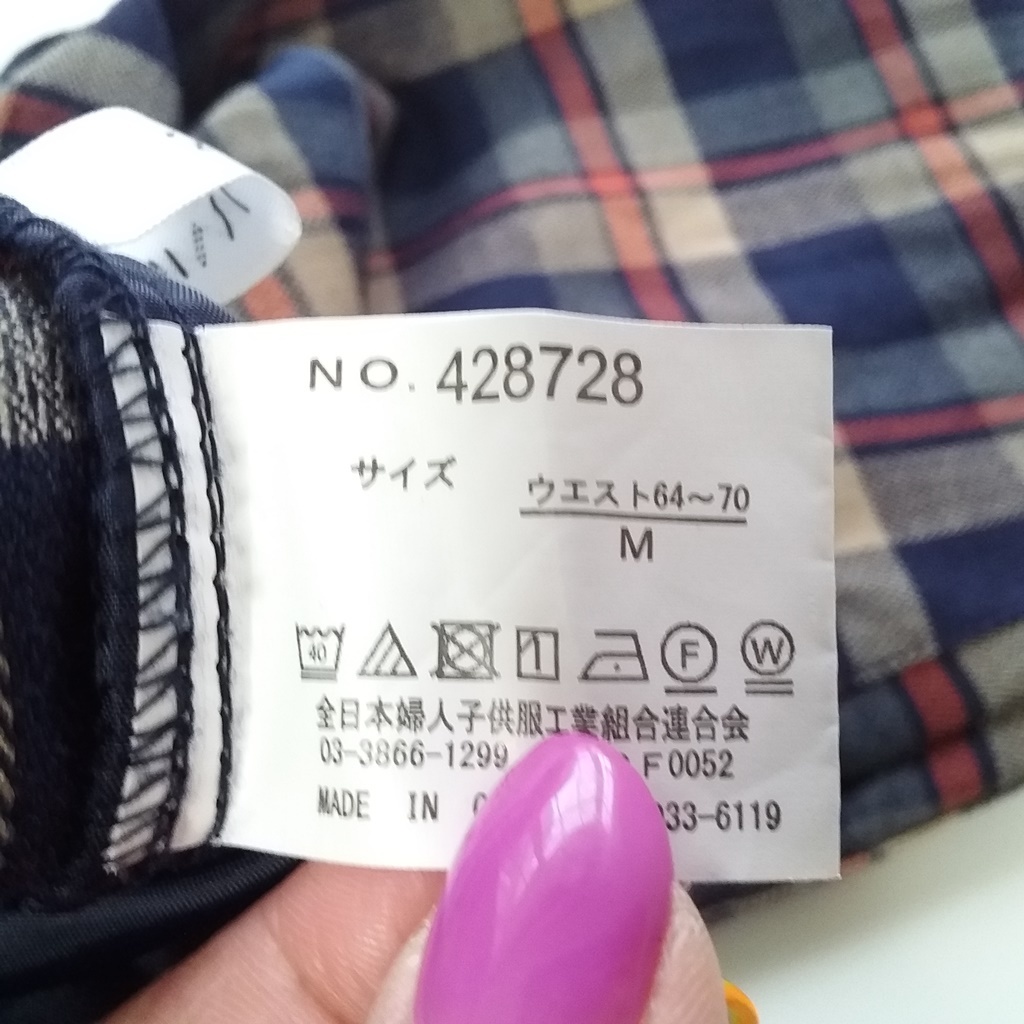 NO. 428728
サイズ
ウエスト64～70
M
40
F
W
全日本婦人子供服工業組合連合会
03-3866-1299 F0052
MADE IN 33-6119